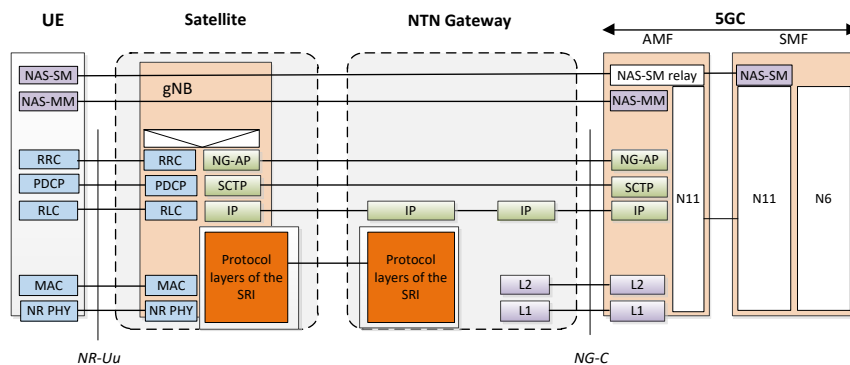 UE
Satellite
NTN Gateway
5GC
AMF
SMF
NAS-SM
NAS-SM relay
NAS-SM
gNB
NAS-MM
NAS-MM
RRC
RRC
NG-AP
NG-AP
PDCP
PDCP
SCTP
SCTP
RLC
RLC
IP
IP
IP
IP
N11
N11
N6
Protocol
layers of the
SRI
Protocol
layers of the
SRI
MAC
MAC
L2
L2
NR PHY
NR PHY
L1
L1
NR-Uu
NG-C